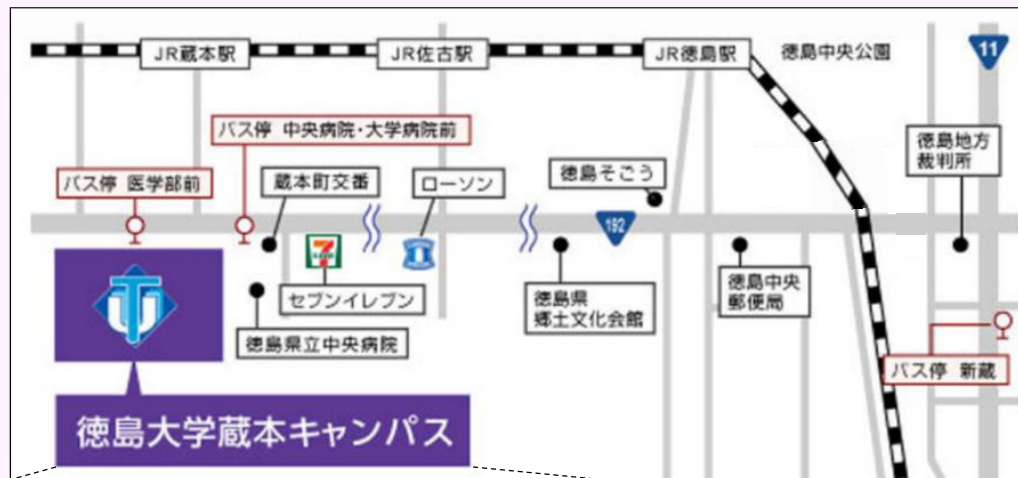 JR蔵本駅
JR佐古駅
JR徳島駅
徳島中央公園
11
バス停 中央病院・大学病院前
徳島地方
裁判所
バス停 医学部前
蔵本町交番
ローソン
徳島そごう
192
セブンイレブン
徳島県
郷土文化会館
徳島中央
郵便局
徳島県立中央病院
バス停 新蔵
徳島大学蔵本キャンパス